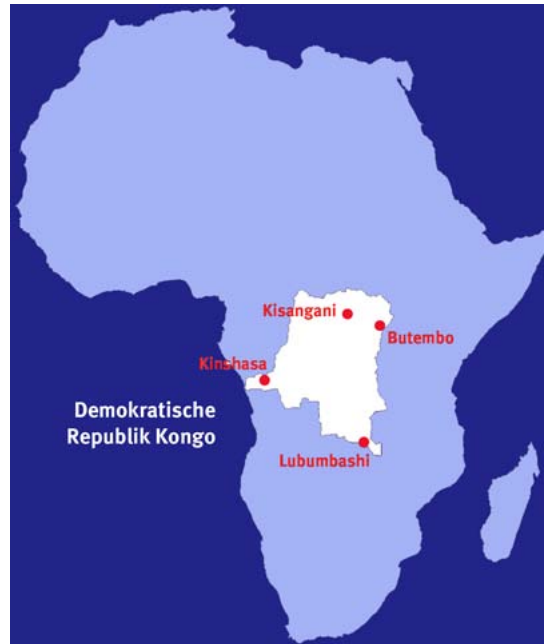 Kisangani
Butembo
Kinshasa
Demokratische
Republik Kongo
Lubumbashi